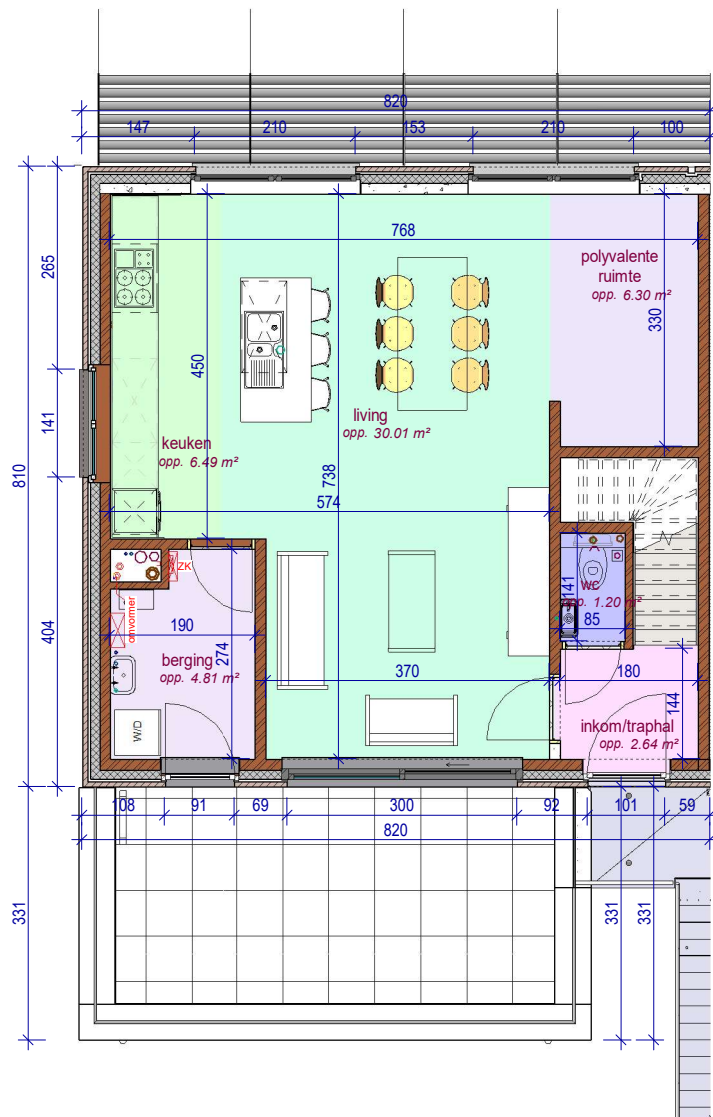 820
147
210
153
210
100
768
polyvalente
ruimte
opp. 6.30 m²
265
330
450
141
living
opp. 30.01 m²
keuken
opp. 6.49 m²
810
738
574
ZK
141
wc
opp. 1.20 m²
omvormer
190
85
404
274
berging
opp. 4.81 m²
370
180
144
W/D
inkom/traphal
opp. 2.64 m²
108
91
69
300
92
101
59
820
331
331
331